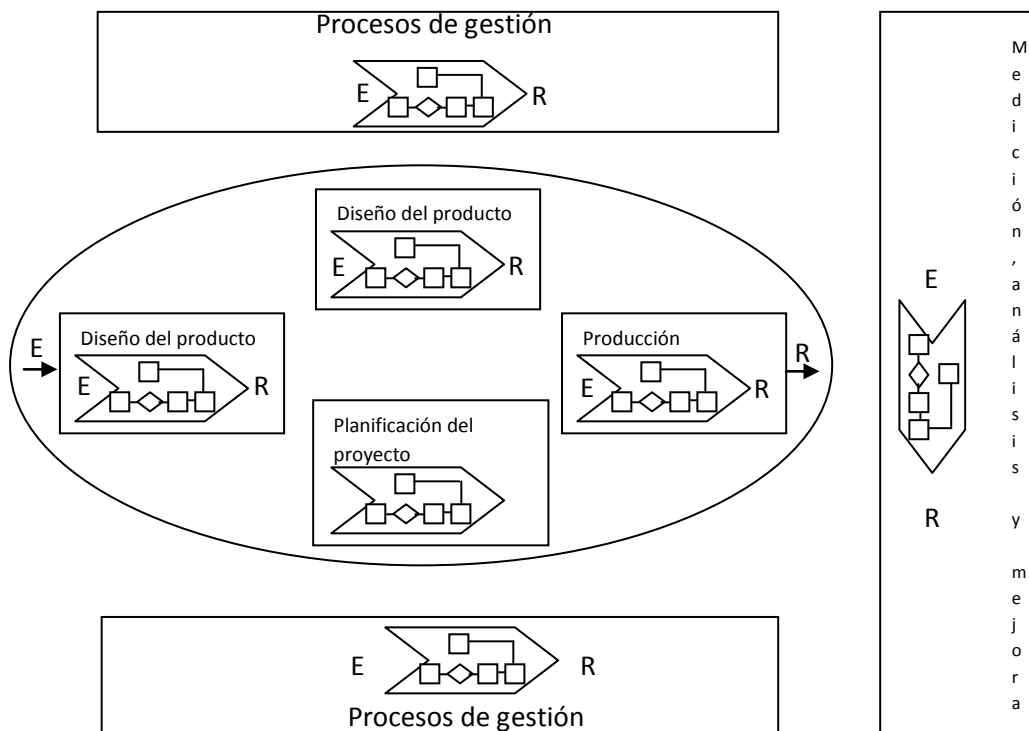 Procesos de gestión
E
R
Diseño del producto
E
R
E
Diseño del producto
E
R
Producción
E
R
R
Planificación del
proyecto
E
R
Procesos de gestión
E
R
Medición, análisis y mejora